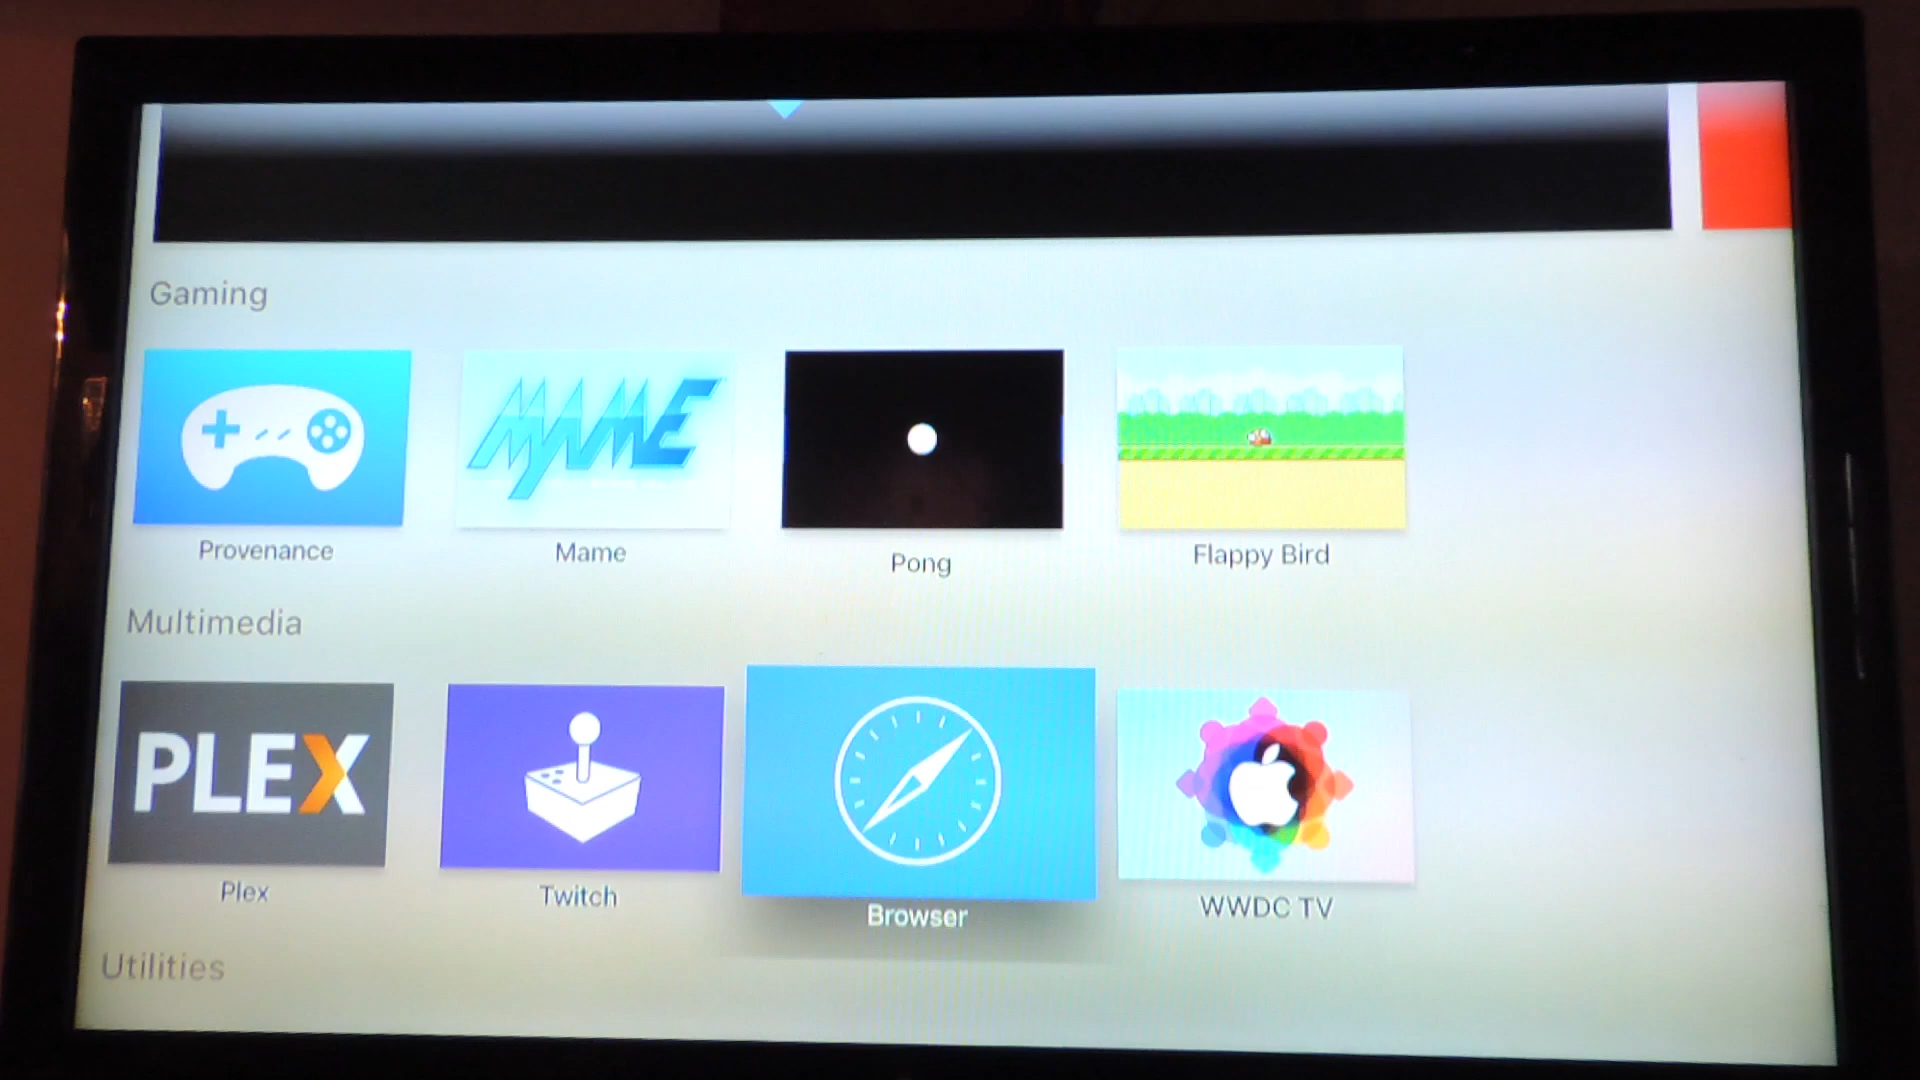 Gaming
MAME
Provenance
Mame
Pong
Flappy Bird
Multimedia
PLEX
Plex
Twitch
Browser
WWDC TV
Utilities